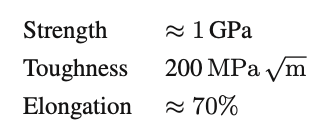 Strength ≈ 1 GPa
Toughness 200 MPa √m
Elongation ≈ 70%